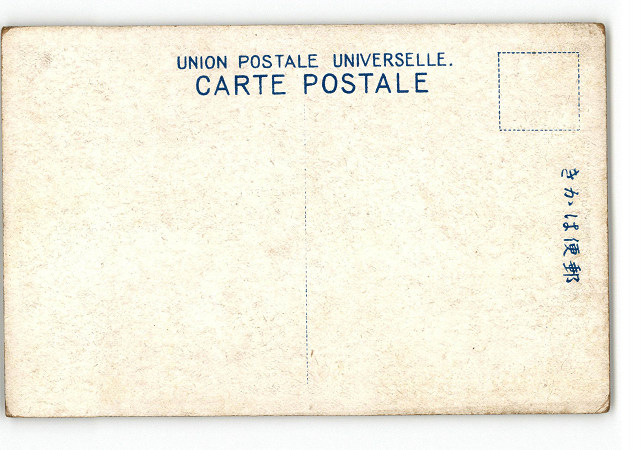 UNION POSTALE UNIVERSELLE.
CARTE POSTALE
郵便はがき